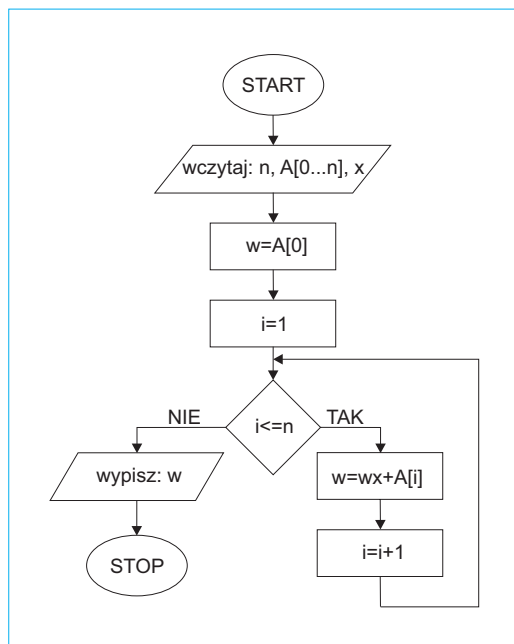 START
wczytaj: n, A[0...n], x
w=A[0]
i=1
NIE
i<=n
TAK
wypisz: w
w=wx+A[i]
STOP
i=i+1